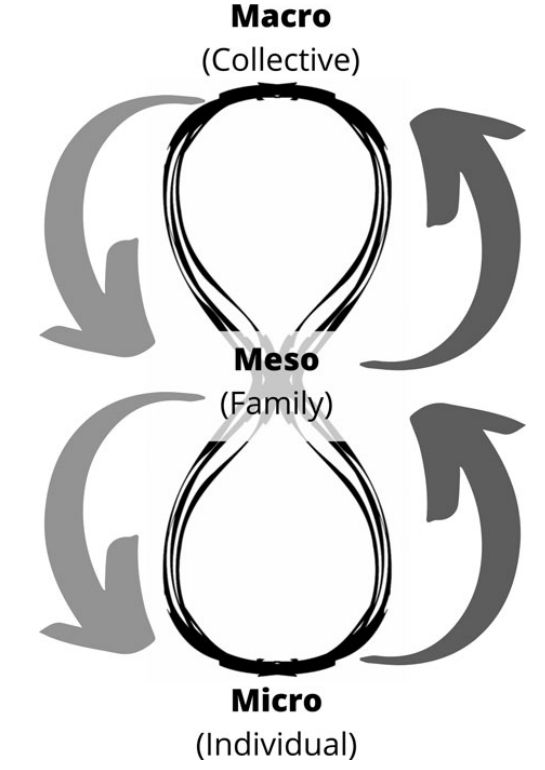 Macro
(Collective)
Meso
(Family)
Micro
(Individual)